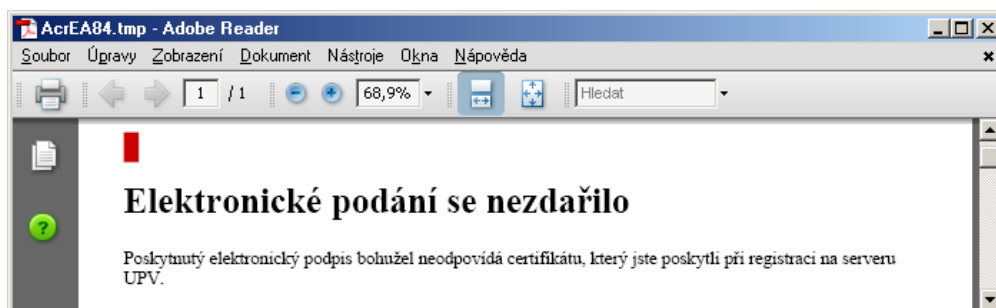 AcrEA84.tmp - Adobe Reader
Soubor Úpravy Zobrazení Dokument Nástroje Okna Nápověda
1 / 1 68,9% Hledat
Elektronické podání se nezdařilo
Poskytnutý elektronický podpis bohužel neodpovídá certifikátu, který jste poskytli při registraci na serveru
UPV.